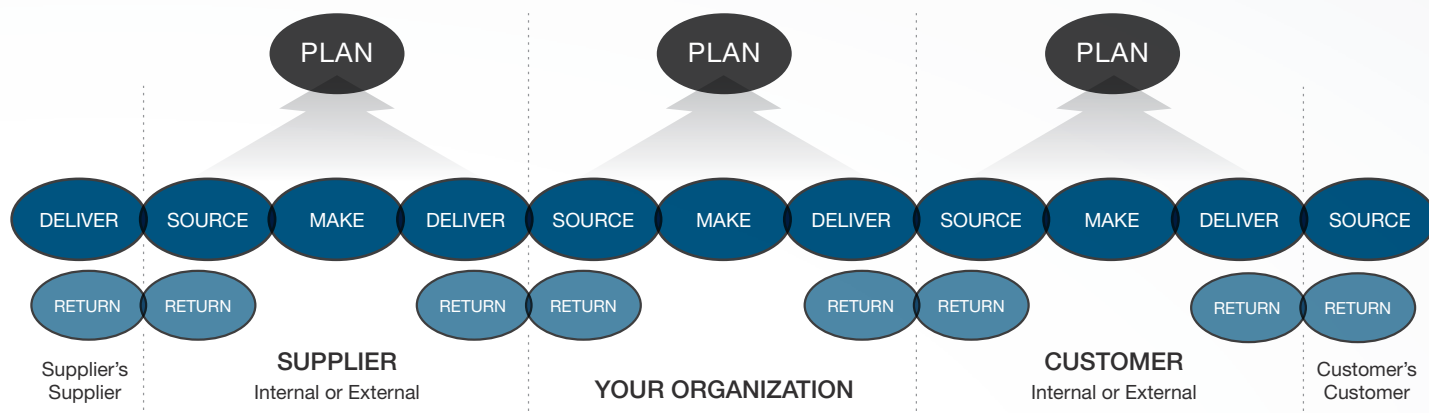 PLAN PLAN PLAN
DELIVER SOURCE MAKE DELIVER SOURCE MAKE DELIVER SOURCE MAKE DELIVER SOURCE
RETURN RETURN RETURN RETURN RETURN RETURN RETURN RETURN
Supplier’s
Supplier
SUPPLIER
Internal or External
YOUR ORGANIZATION
CUSTOMER
Internal or External
Customer’s
Customer